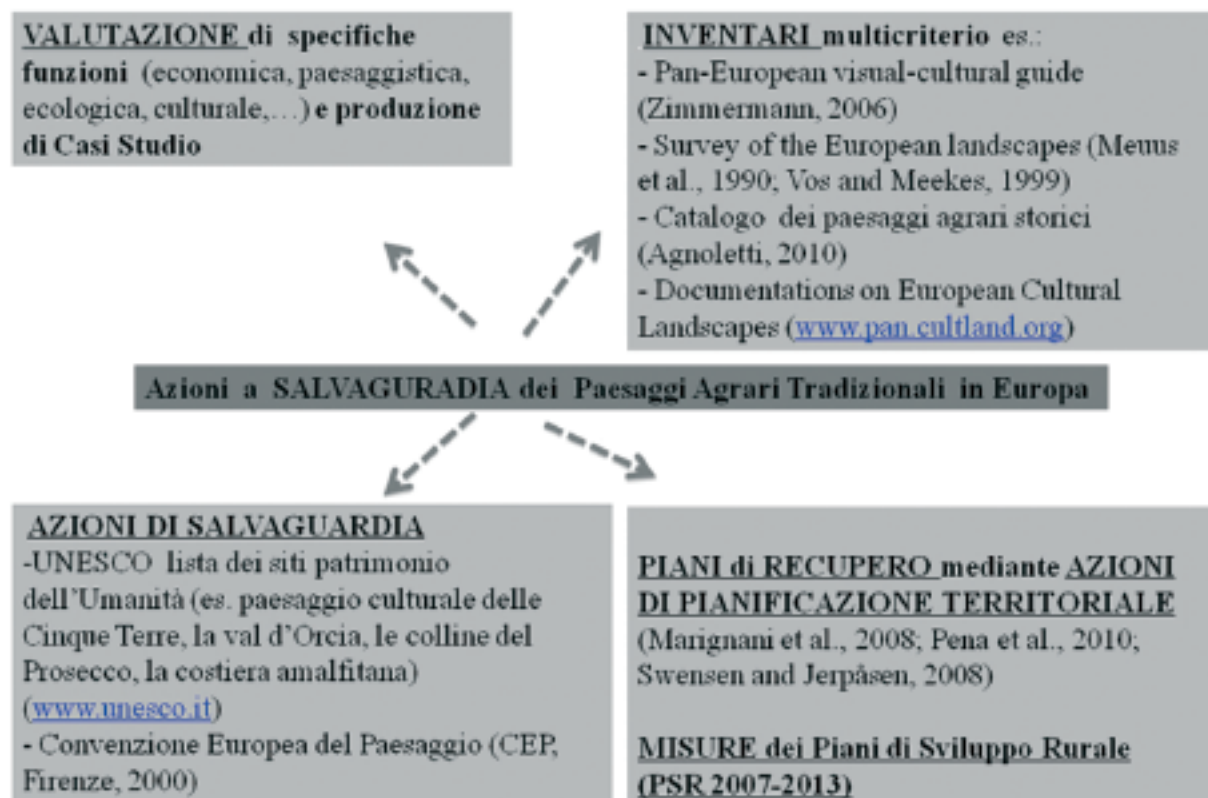 VALUTAZIONE di specifiche
funzioni (economica, paesaggistica,
ecologica, culturale,…) e produzione
di Casi Studio
INVENTARI multicriterio es.:
- Pan-European visual-cultural guide
(Zimmermann, 2006)
- Survey of the European landscapes (Meuus
et al., 1990; Vos and Meekes, 1999)
- Catalogo dei paesaggi agrari storici
(Agnoletti, 2010)
- Documentations on European Cultural
Landscapes (www.pan.cultland.org)
Azioni a SALVAGURADIA dei Paesaggi Agrari Tradizionali in Europa
AZIONI DI SALVAGUARDIA
-UNESCO lista dei siti patrimonio
dell'Umanità (es. paesaggio culturale delle
Cinque Terre, la val d'Orcia, le colline del
Prosecco, la costiera amalfitana)
(www.unesco.it)
- Convenzione Europea del Paesaggio (CEP,
Firenze, 2000)
PIANI di RECUPERO mediante AZIONI
DI PIANIFICAZIONE TERRITORIALE
(Marignani et al., 2008; Pena et al., 2010;
Swensen and Jerpåsen, 2008)
MISURE dei Piani di Sviluppo Rurale
(PSR 2007-2013)